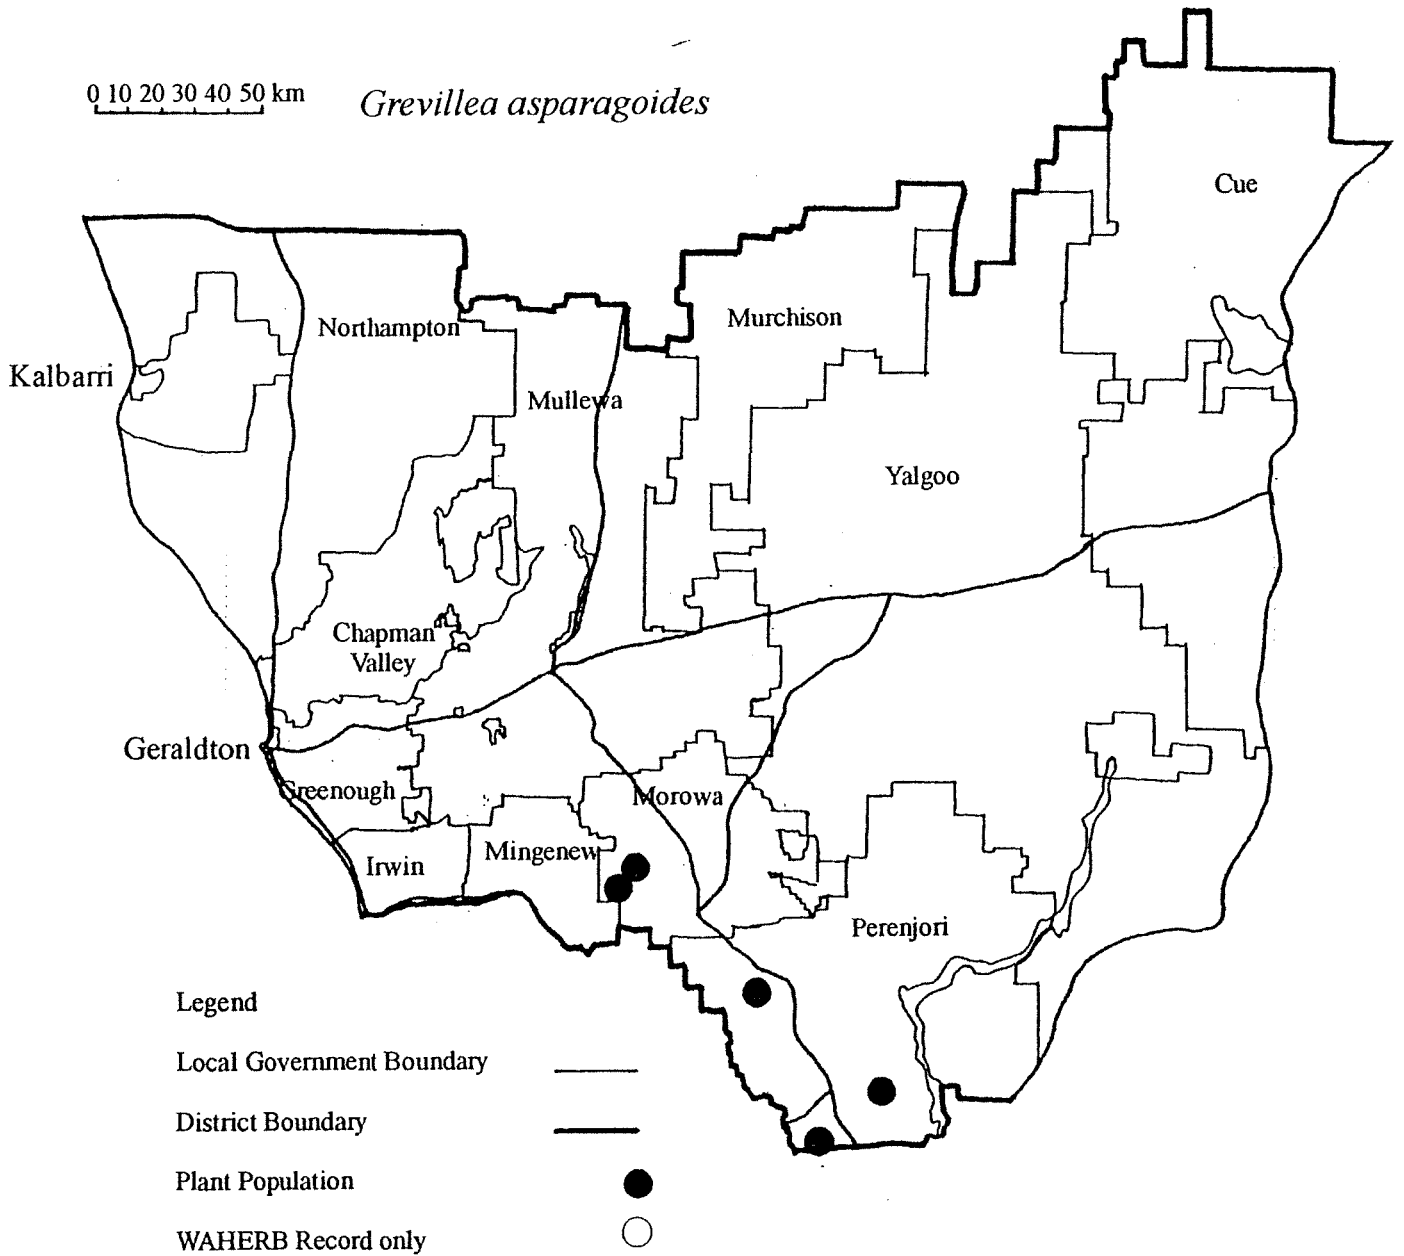 0 10 20 30 40 50 km
Grevillea asparagoides
Cue
Northampton
Murchison
Kalbarri
Mullewa
Yalgoo
Chapman
Valley
Geraldton
Greenough
Morowa
Irwin
Mingenew
Perenjori
Legend
Local Government Boundary
District Boundary
Plant Population
WAHERB Record only